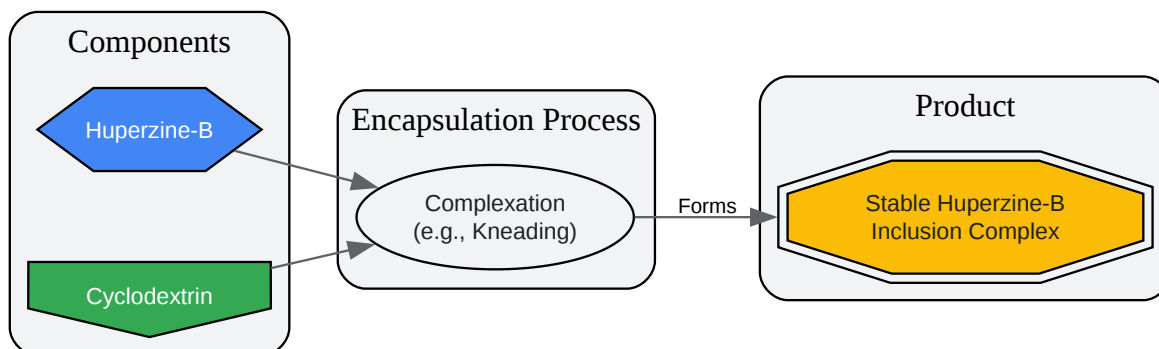 Components
Huperzine-B
Cyclodextrin
Encapsulation Process
Complexation
(e.g., Kneading)
Forms
Product
Stable Huperzine-B
Inclusion Complex